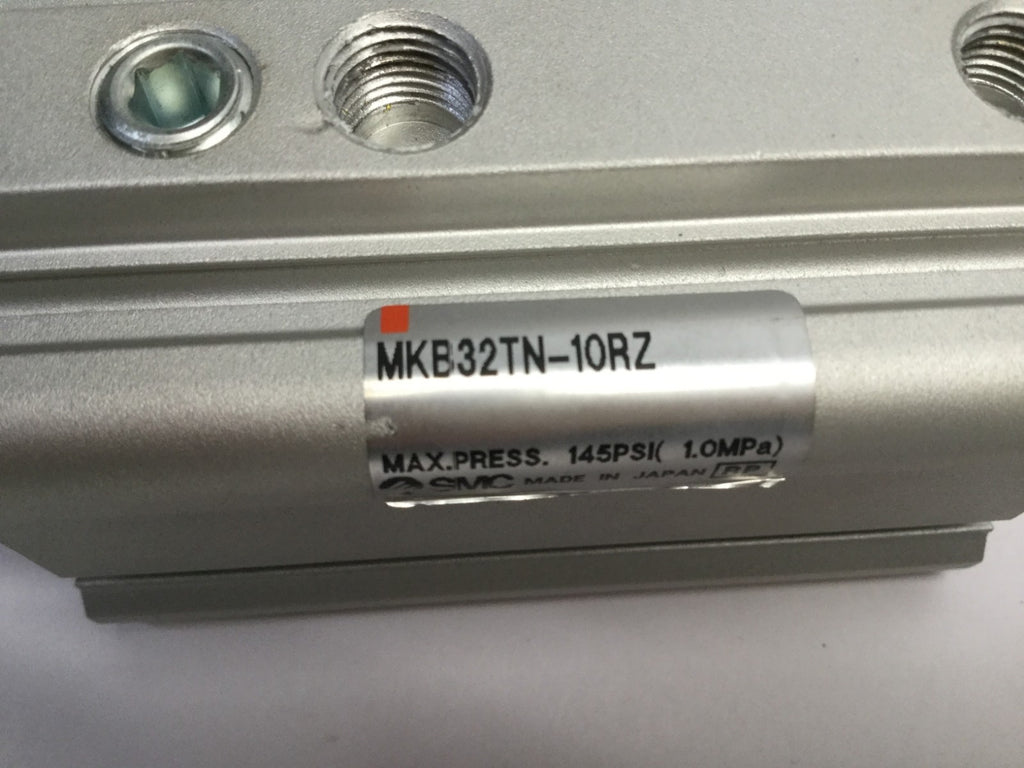 MKB32TN-10RZ
MAX.PRESS. 145PSI( 1.0MPa)
SMC MADE IN JAPAN